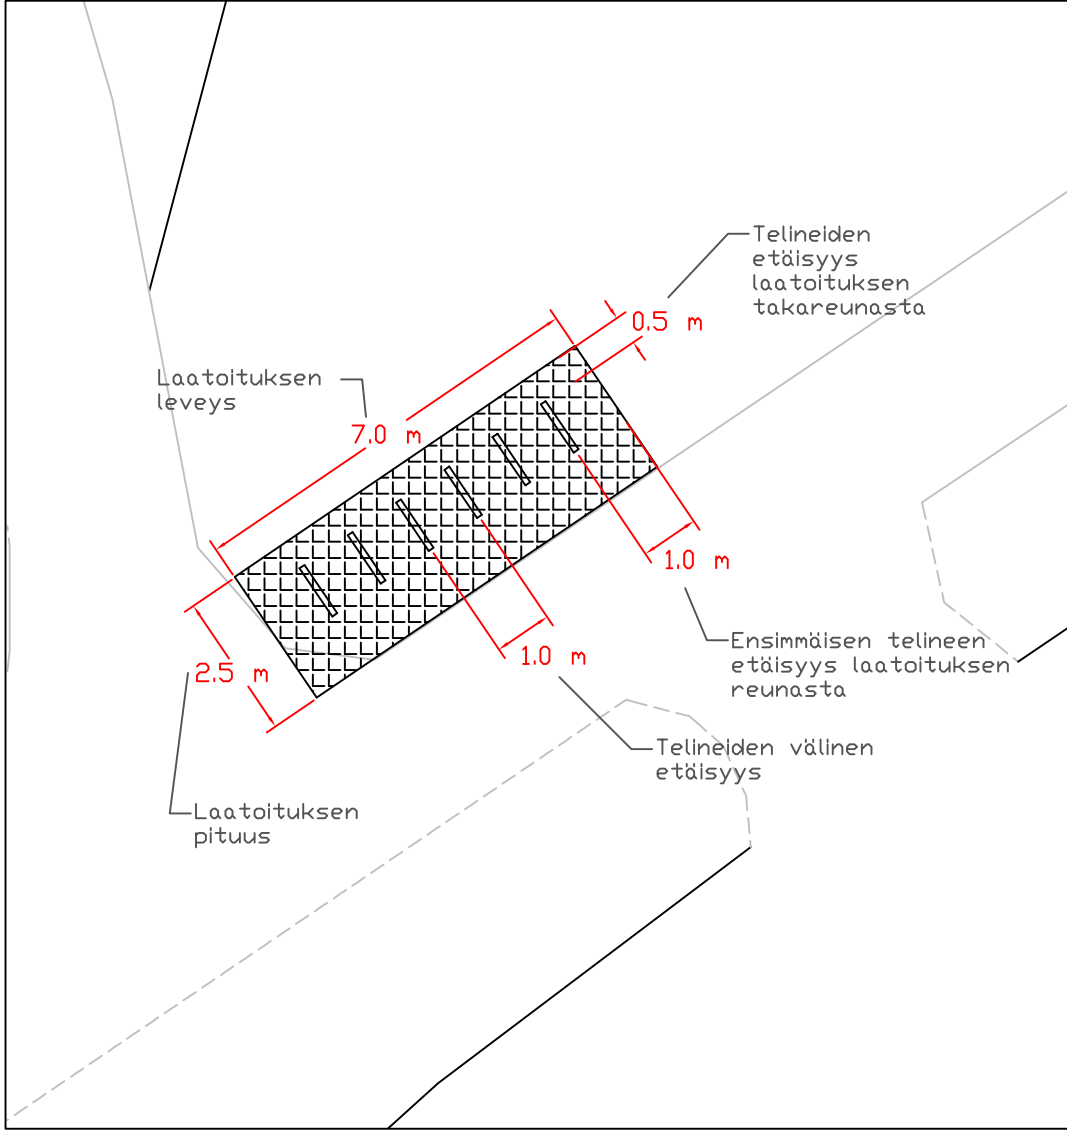 Telineiden
etäisyys
laatoituksen
takareunasta
0.5 m
Laatoituksen
leveys
7.0 m
1.0 m
Ensimmäisen telineen
etäisyys laatoituksen
reunasta
1.0 m
2.5 m
Telineiden välinen
etäisyys
Laatoituksen
pituus